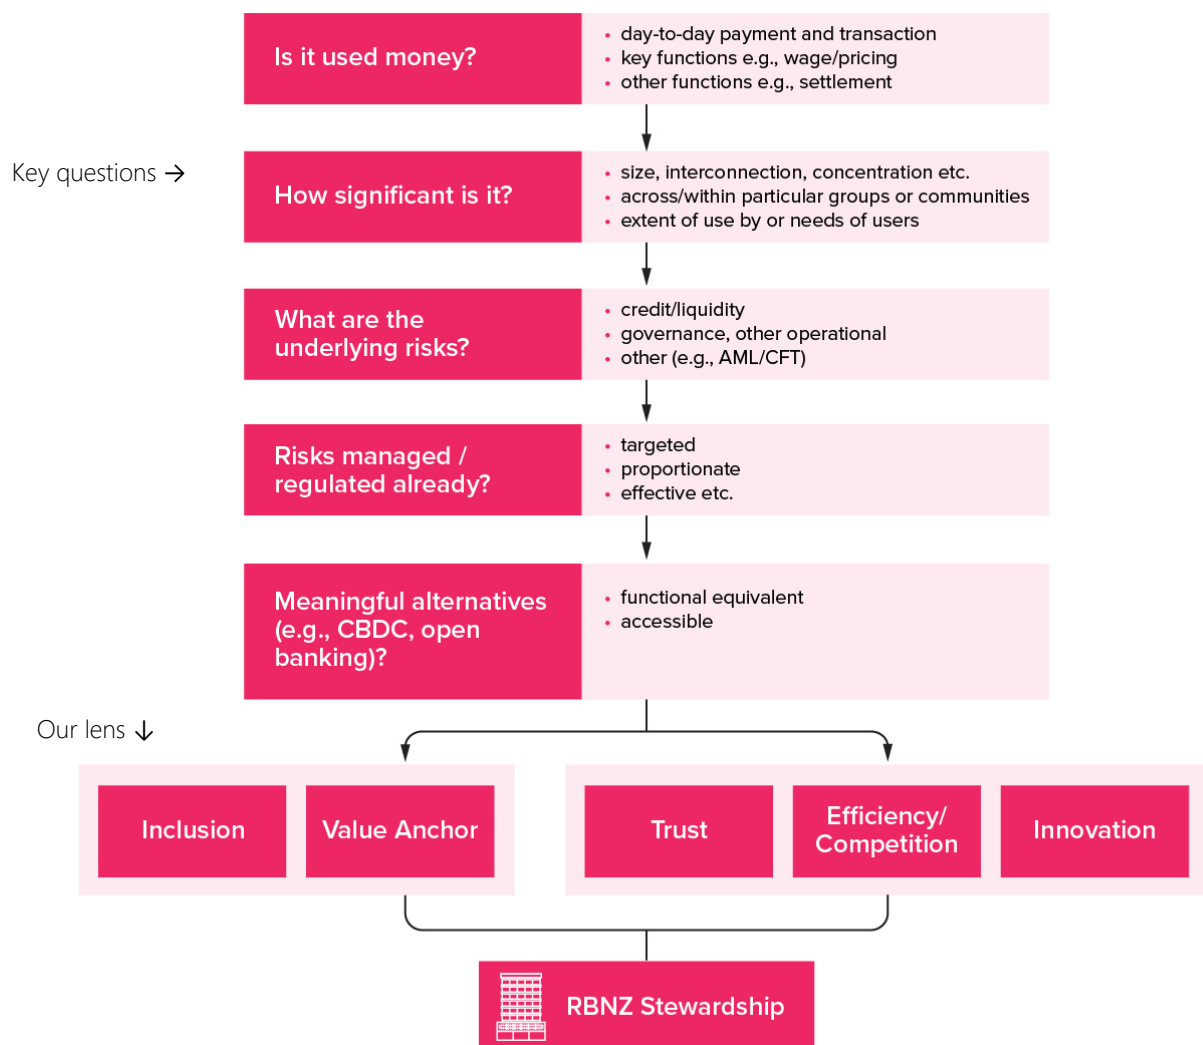 Is it used money?
• day-to-day payment and transaction
• key functions e.g., wage/pricing
• other functions e.g., settlement
Key questions →
How significant is it?
• size, interconnection, concentration etc.
• across/within particular groups or communities
• extent of use by or needs of users
What are the
underlying risks?
• credit/liquidity
• governance, other operational
• other (e.g., AML/CFT)
Risks managed /
regulated already?
• targeted
• proportionate
• effective etc.
Meaningful alternatives
(e.g., CBDC, open
banking)?
• functional equivalent
• accessible
Our lens ↓
Inclusion
Value Anchor
Trust
Efficiency/
Competition
Innovation
RBNZ Stewardship